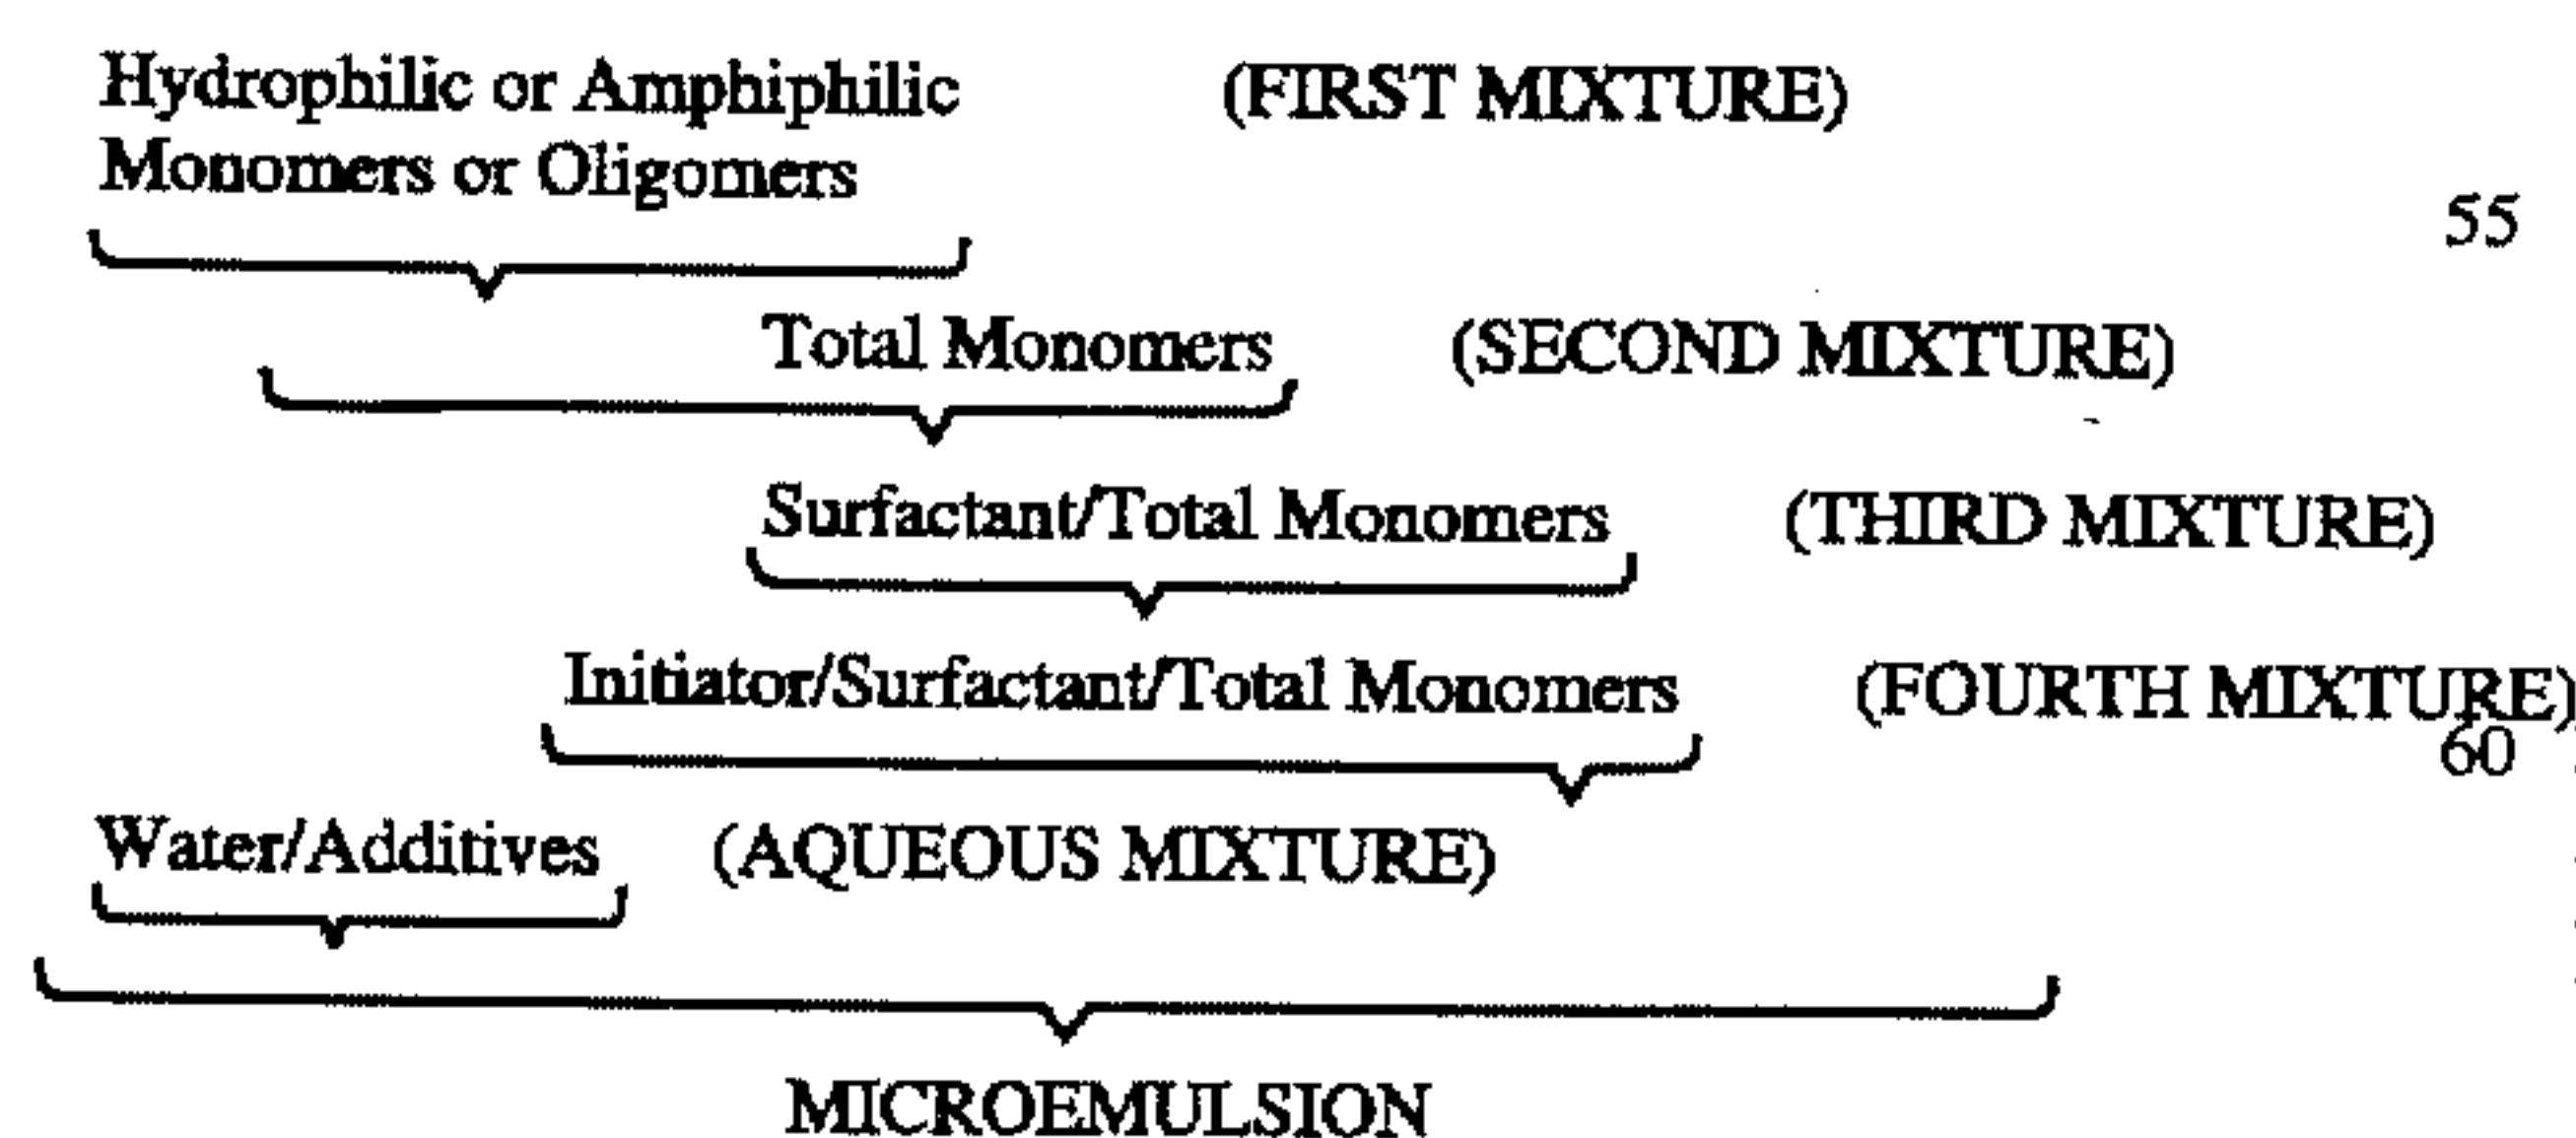 Hydrophilic or Amphiphilic (FIRST MIXTURE)
Monomers or Oligomers
55
Total Monomers (SECOND MIXTURE)
Surfactant/Total Monomers (THIRD MIXTURE)
Initiator/Surfactant/Total Monomers (FOURTH MIXTURE)
60
Water/Additives (AQUEOUS MIXTURE)
MICROEMULSION